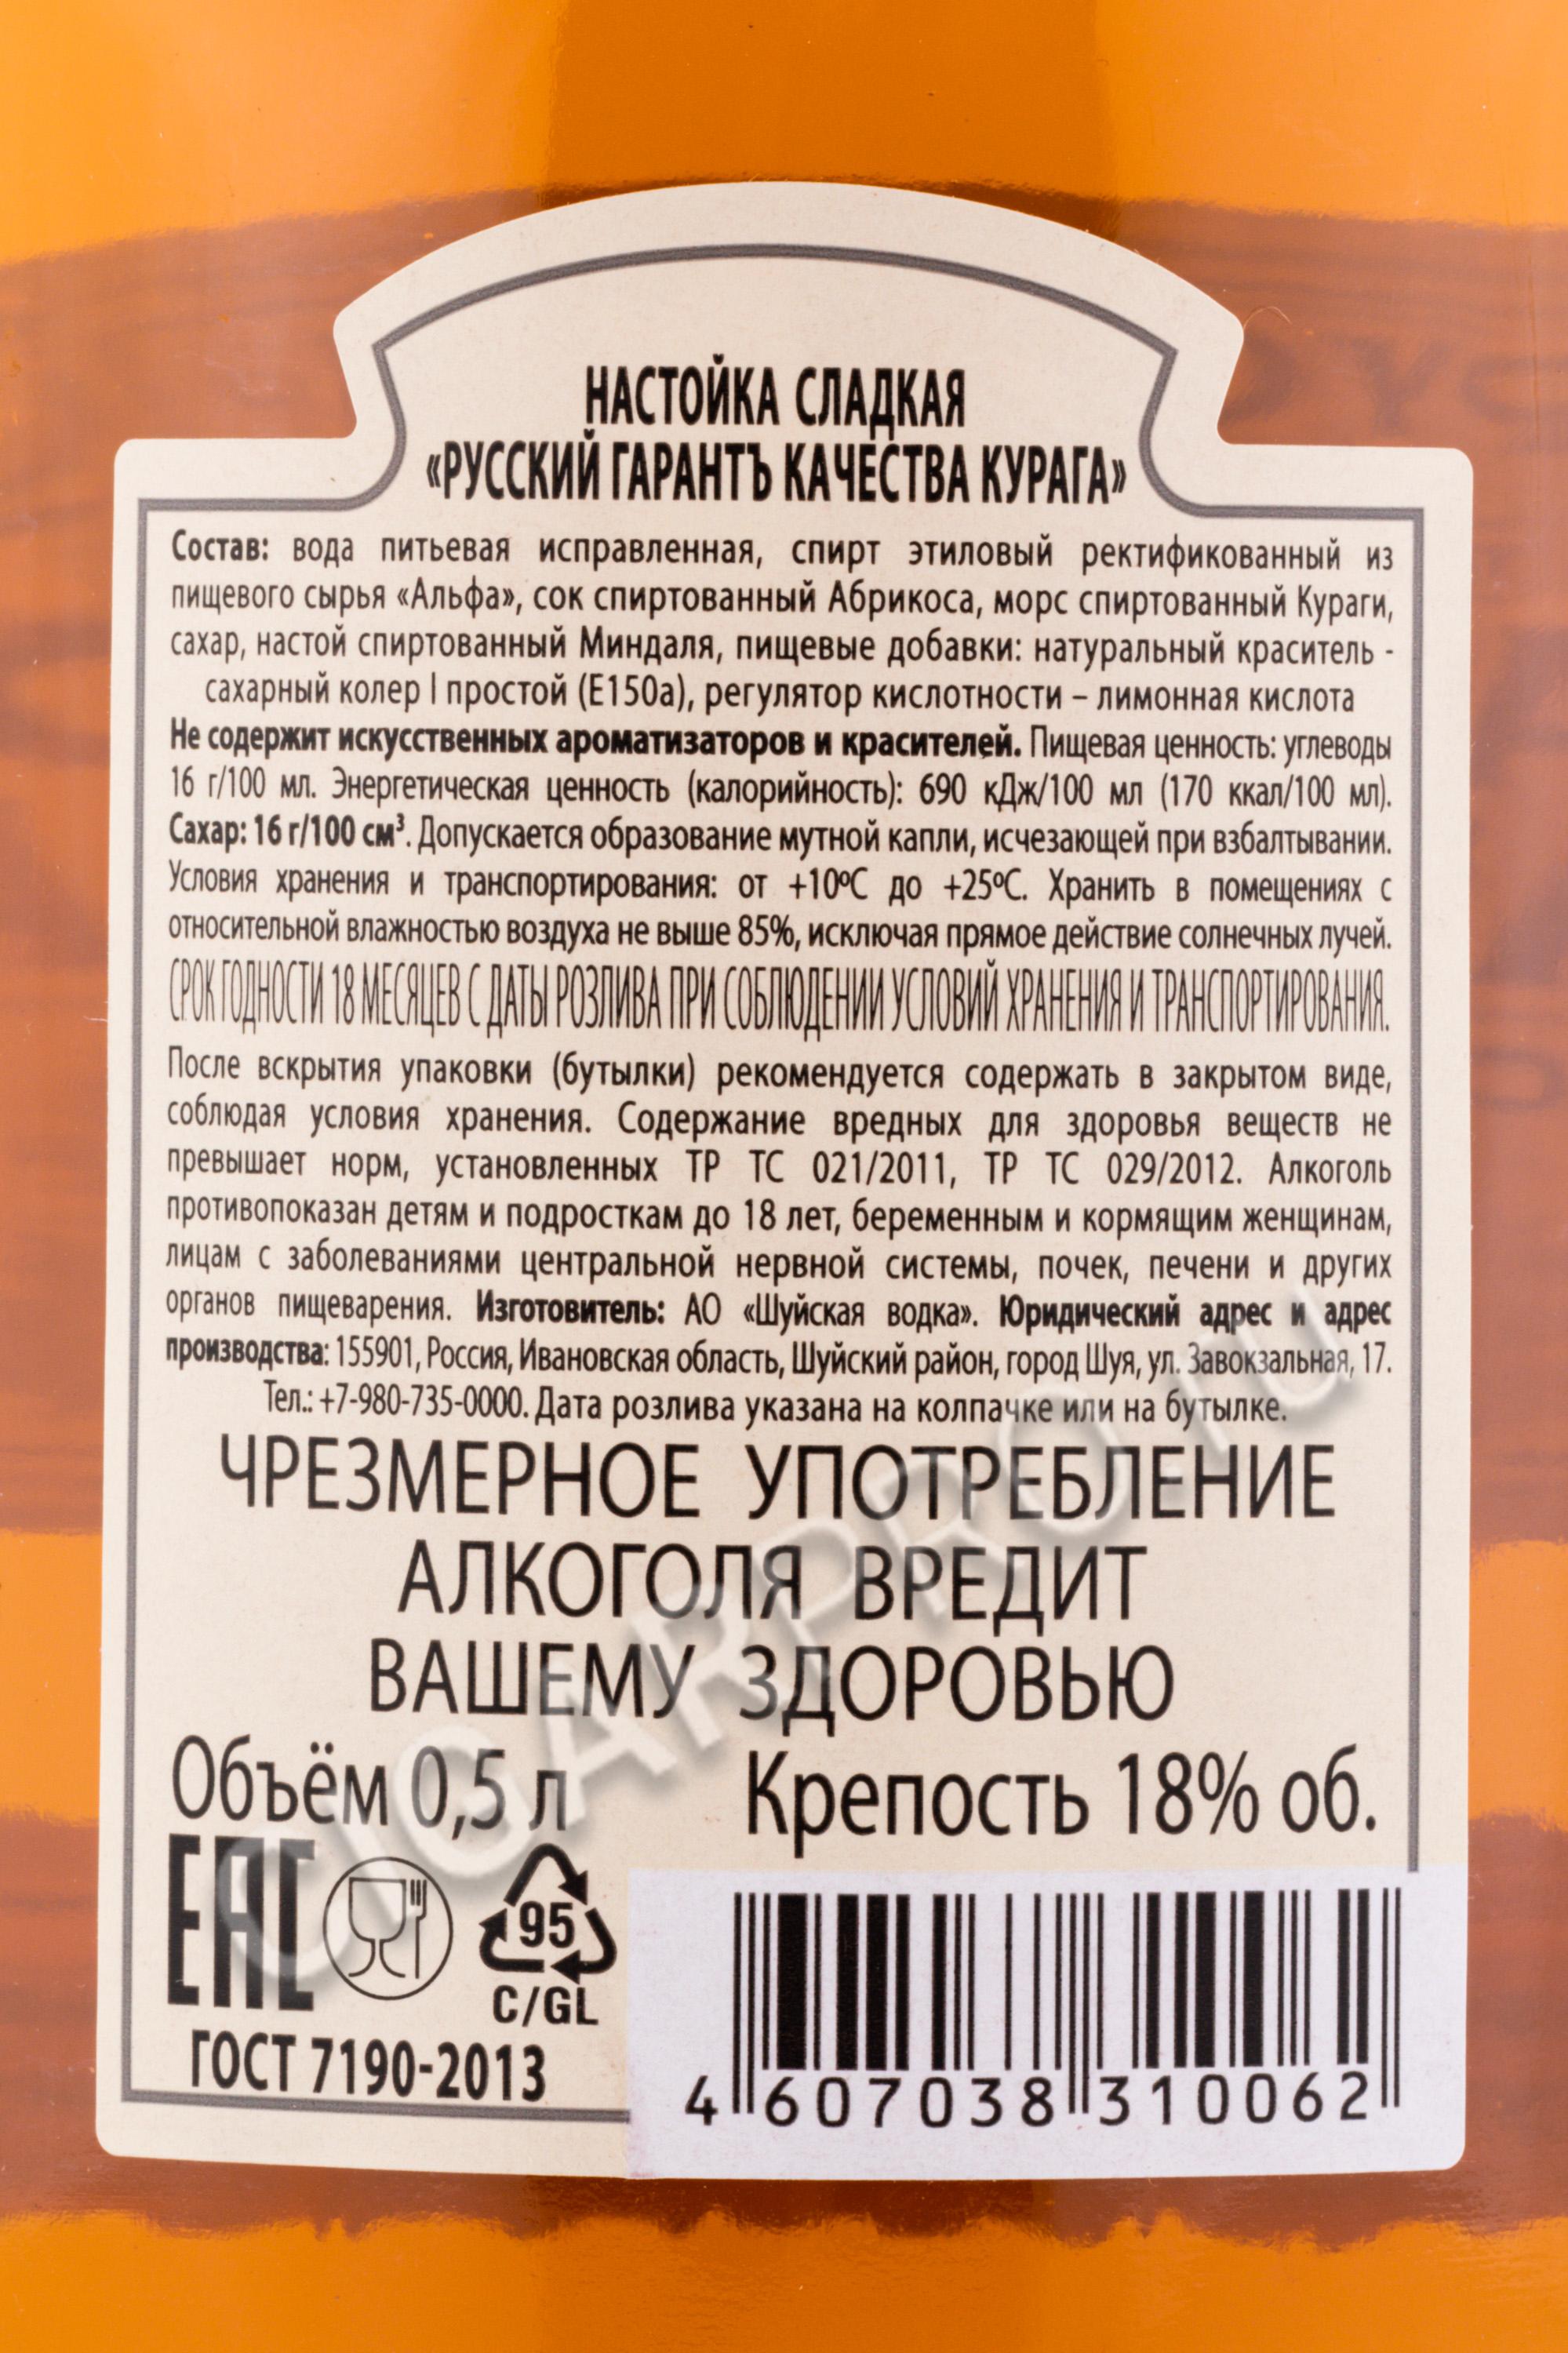 НАСТОЙКА СЛАДКАЯ
«РУССКИЙ ГАРАНТЪ КАЧЕСТВА КУРАГА»
Состав: вода питьевая исправленная, спирт этиловый ректификованный из
пищевого сырья «Альфа», сок спиртованный Абрикоса, морс спиртованный Кураги,
сахар, настой спиртованный Миндаля, пищевые добавки: натуральный краситель -
сахарный колер I простой (Е150а), регулятор кислотности – лимонная кислота
Не содержит искусственных ароматизаторов и красителей. Пищевая ценность: углеводы
16 г/100 мл. Энергетическая ценность (калорийность): 690 кДж/100 мл (170 ккал/100 мл).
Сахар: 16 г/100 см³. Допускается образование мутной капли, исчезающей при взбалтывании.
Условия хранения и транспортирования: от +10ºС до +25ºС. Хранить в помещениях с
относительной влажностью воздуха не выше 85%, исключая прямое действие солнечных лучей.
СРОК ГОДНОСТИ 18 МЕСЯЦЕВ С ДАТЫ РОЗЛИВА ПРИ СОБЛЮДЕНИИ УСЛОВИЙ ХРАНЕНИЯ И ТРАНСПОРТИРОВАНИЯ.
После вскрытия упаковки (бутылки) рекомендуется содержать в закрытом виде,
соблюдая условия хранения. Содержание вредных для здоровья веществ не
превышает норм, установленных ТР ТС 021/2011, ТР ТС 029/2012. Алкоголь
противопоказан детям и подросткам до 18 лет, беременным и кормящим женщинам,
лицам с заболеваниями центральной нервной системы, почек, печени и других
органов пищеварения. Изготовитель: АО «Шуйская водка». Юридический адрес и адрес
производства: 155901, Россия, Ивановская область, Шуйский район, город Шуя, ул. Завокзальная, 17.
Тел.: +7-980-735-0000. Дата розлива указана на колпачке или на бутылке.
ЧРЕЗМЕРНОЕ УПОТРЕБЛЕНИЕ
АЛКОГОЛЯ ВРЕДИТ
ВАШЕМУ ЗДОРОВЬЮ
Объём 0,5 л Крепость 18% об.
EAC
95
C/GL
ГОСТ 7190-2013
4 607038 310062
CIGARPRO.RU